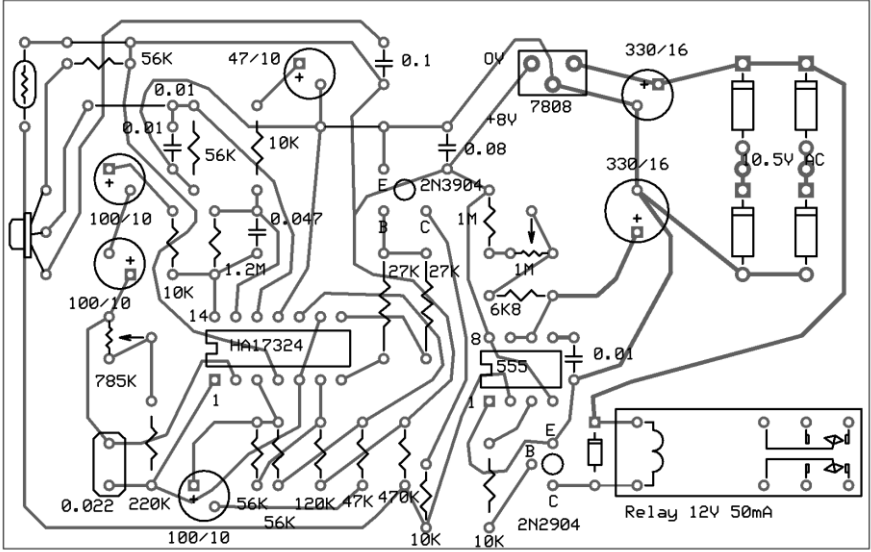 56K
47/10
0.1
0V
330/16
+
+
7808
0.01
+8V
0.01
56K
10K
0.08
330/16
10.5V AC
+
E
2N3904
100/10
0.047
1M
+
B
C
+
1.2M
27K
27K
1M
10K
100/10
6K8
14
HA17324
8
0.01
555
785K
1
1
E
B
0.022
220K
+
56K
120K
47K
470K
C
56K
Relay 12V 50mA
100/10
2N2904
10K
10K